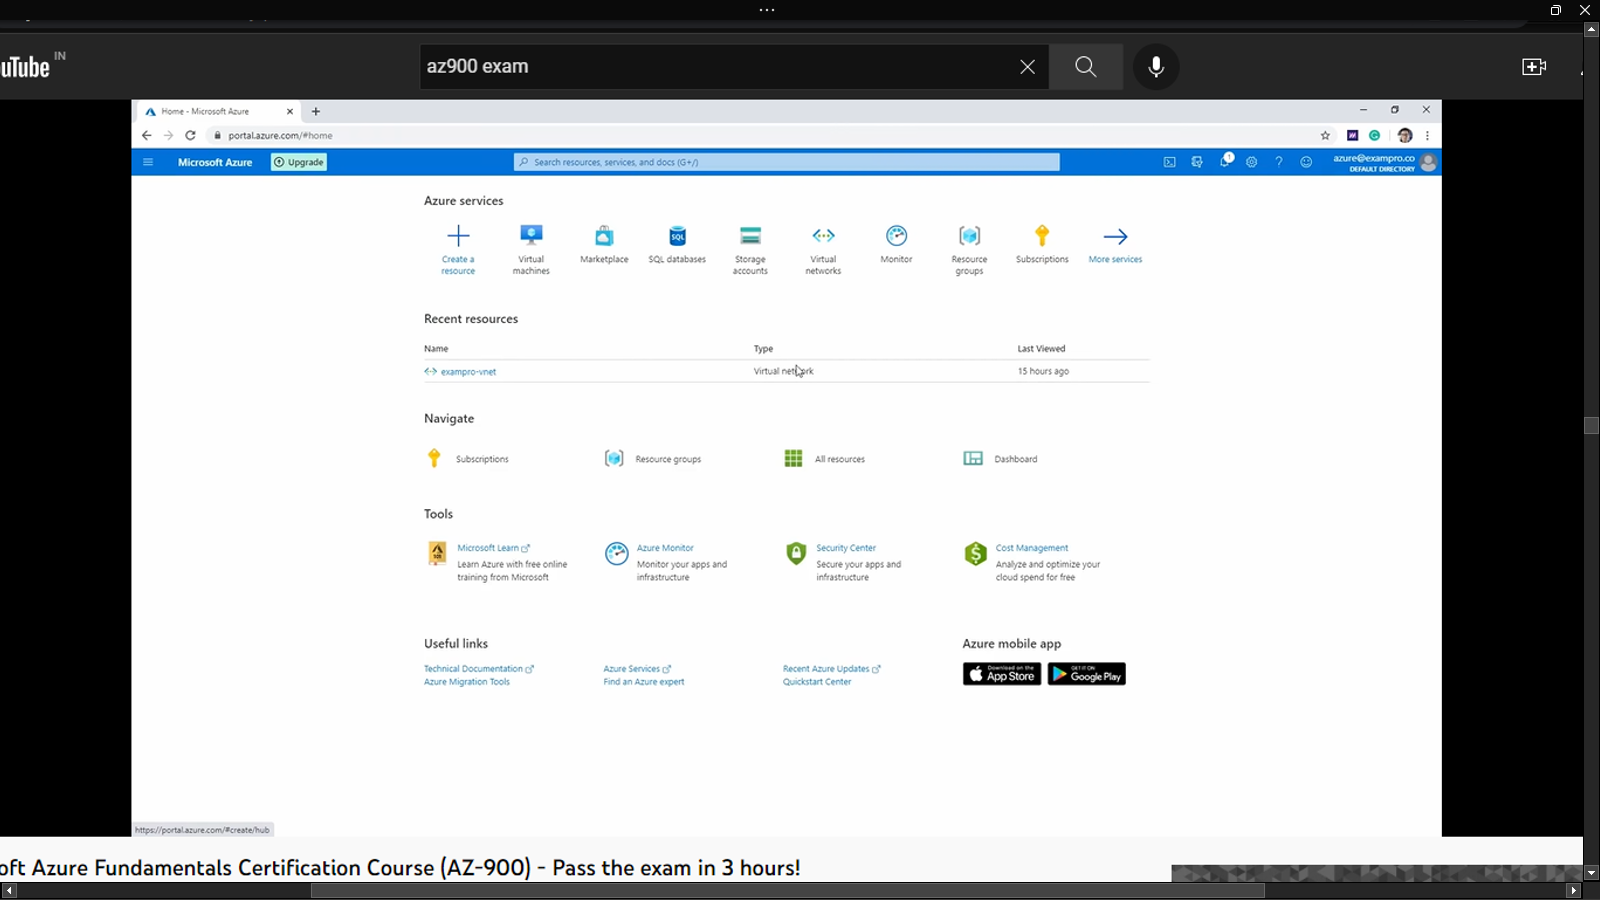 uTube IN
az900 exam
Home - Microsoft Azure
portal.azure.com/#home
Microsoft Azure
Upgrade
Search resources, services, and docs (G+/)
1
azure@exampro.co
DEFAULT DIRECTORY
Azure services
Create a resource
Virtual machines
Marketplace
SQL
SQL databases
Storage accounts
Virtual networks
Monitor
Resource groups
Subscriptions
More services
Recent resources
Name Type Last Viewed
exampro-vnet Virtual network 15 hours ago
Navigate
Subscriptions
Resource groups
All resources
Dashboard
Tools
Microsoft Learn
Learn Azure with free online
training from Microsoft
Azure Monitor
Monitor your apps and
infrastructure
Security Center
Secure your apps and
infrastructure
Cost Management
Analyze and optimize your
cloud spend for free
Useful links
Technical Documentation
Azure Migration Tools
Azure Services
Find an Azure expert
Recent Azure Updates
Quickstart Center
Azure mobile app
Download on the
App Store
GET IT ON
Google Play
https://portal.azure.com/#create/hub
oft Azure Fundamentals Certification Course (AZ-900) - Pass the exam in 3 hours!